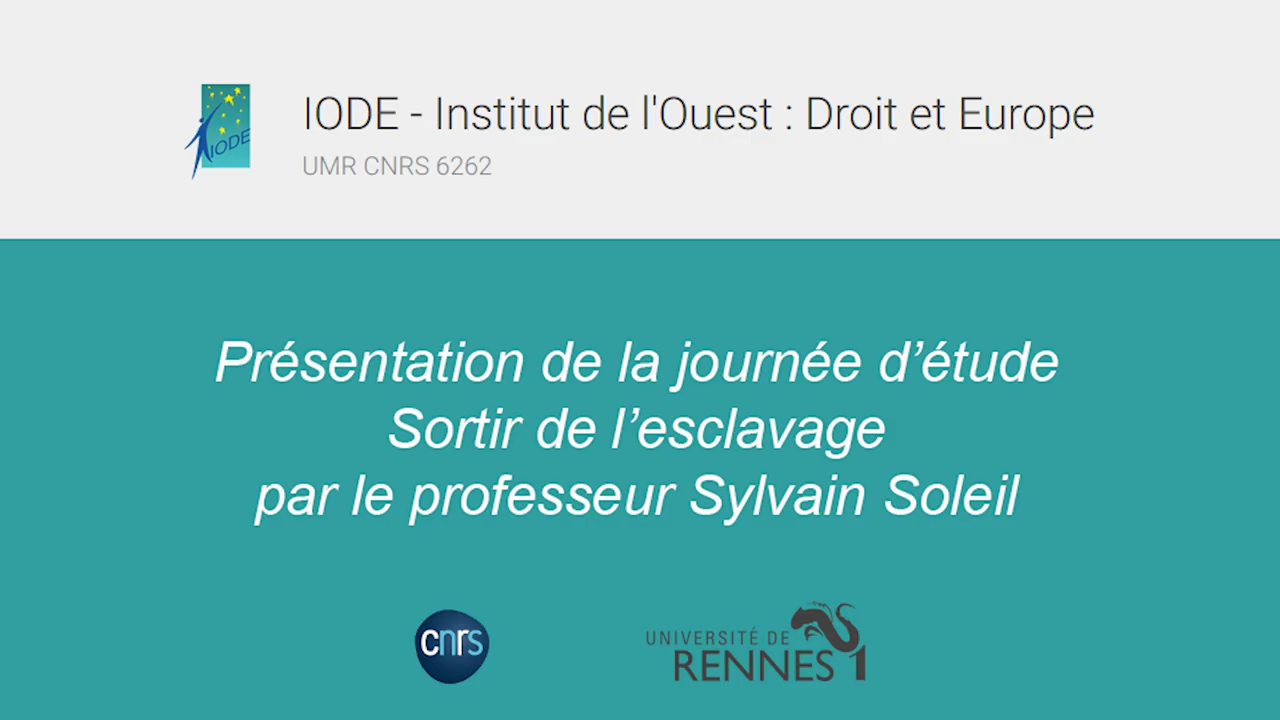 IODE
IODE - Institut de l'Ouest : Droit et Europe
UMR CNRS 6262
Présentation de la journée d’étude
Sortir de l’esclavage
par le professeur Sylvain Soleil
cnrs
UNIVERSITÉ DE
RENNES 1